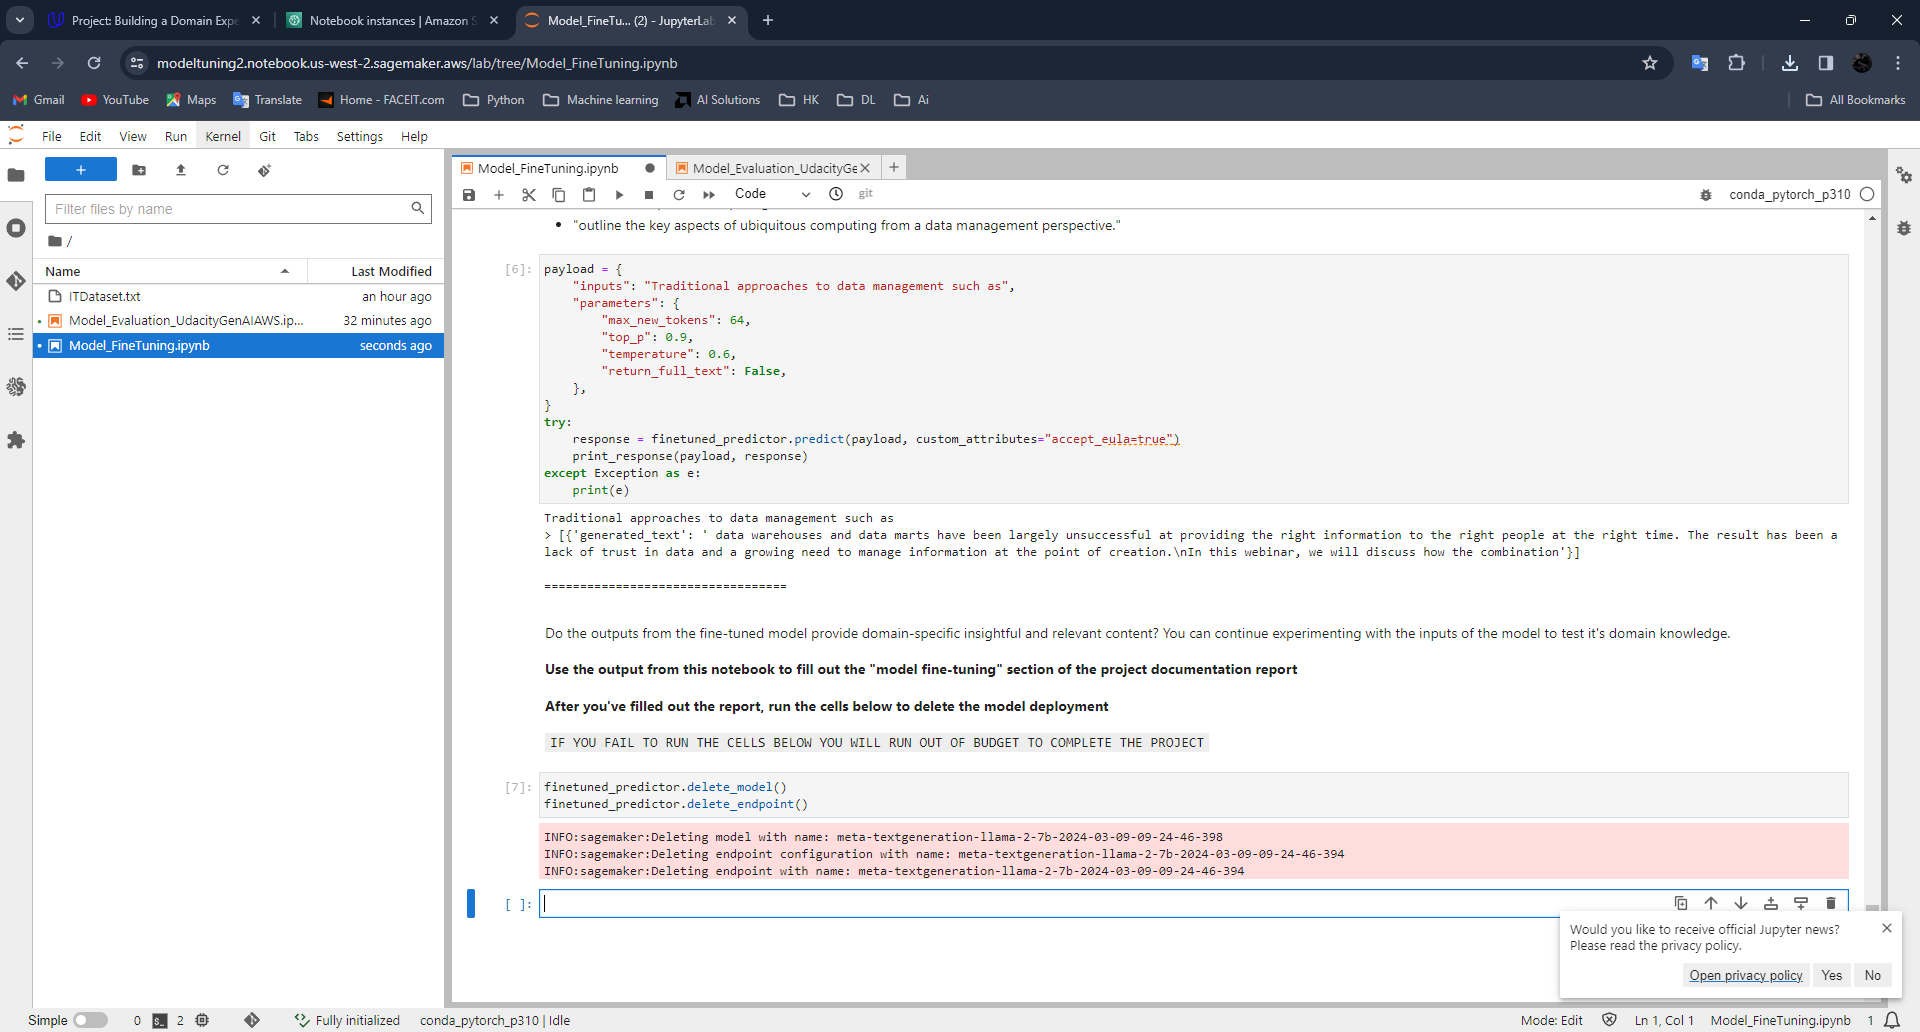 Project: Building a Domain Expe
Notebook instances | Amazon S
Model_FineTu... (2) - JupyterLab
modeltuning2.notebook.us-west-2.sagemaker.aws/lab/tree/Model_FineTuning.ipynb
Gmail YouTube Maps Translate Home - FACEIT.com Python Machine learning AI Solutions HK DL Ai All Bookmarks
File Edit View Run Kernel Git Tabs Settings Help
Model_FineTuning.ipynb
Model_Evaluation_UdacityGe
Filter files by name
Code
git
conda_pytorch_p310
/
Name Last Modified
ITDataset.txt an hour ago
Model_Evaluation_UdacityGenAIAWS.ip... 32 minutes ago
Model_FineTuning.ipynb seconds ago
• "outline the key aspects of ubiquitous computing from a data management perspective."
[6]: payload = {
"inputs": "Traditional approaches to data management such as",
"parameters": {
"max_new_tokens": 64,
"top_p": 0.9,
"temperature": 0.6,
"return_full_text": False,
},
}
try:
response = finetuned_predictor.predict(payload, custom_attributes="accept_eula=true")
print_response(payload, response)
except Exception as e:
print(e)
Traditional approaches to data management such as
> [{'generated_text': ' data warehouses and data marts have been largely unsuccessful at providing the right information to the right people at the right time. The result has been a
lack of trust in data and a growing need to manage information at the point of creation.\nIn this webinar, we will discuss how the combination'}]
==================================
Do the outputs from the fine-tuned model provide domain-specific insightful and relevant content? You can continue experimenting with the inputs of the model to test it's domain knowledge.
Use the output from this notebook to fill out the "model fine-tuning" section of the project documentation report
After you've filled out the report, run the cells below to delete the model deployment
IF YOU FAIL TO RUN THE CELLS BELOW YOU WILL RUN OUT OF BUDGET TO COMPLETE THE PROJECT
[7]: finetuned_predictor.delete_model()
finetuned_predictor.delete_endpoint()
INFO:sagemaker:Deleting model with name: meta-textgeneration-llama-2-7b-2024-03-09-09-24-46-398
INFO:sagemaker:Deleting endpoint configuration with name: meta-textgeneration-llama-2-7b-2024-03-09-09-24-46-394
INFO:sagemaker:Deleting endpoint with name: meta-textgeneration-llama-2-7b-2024-03-09-09-24-46-394
[ ]:
Would you like to receive official Jupyter news?
Please read the privacy policy.
Open privacy policy Yes No
Simple 0 2 Fully initialized conda_pytorch_p310 | Idle Mode: Edit Ln 1, Col 1 Model_FineTuning.ipynb 1